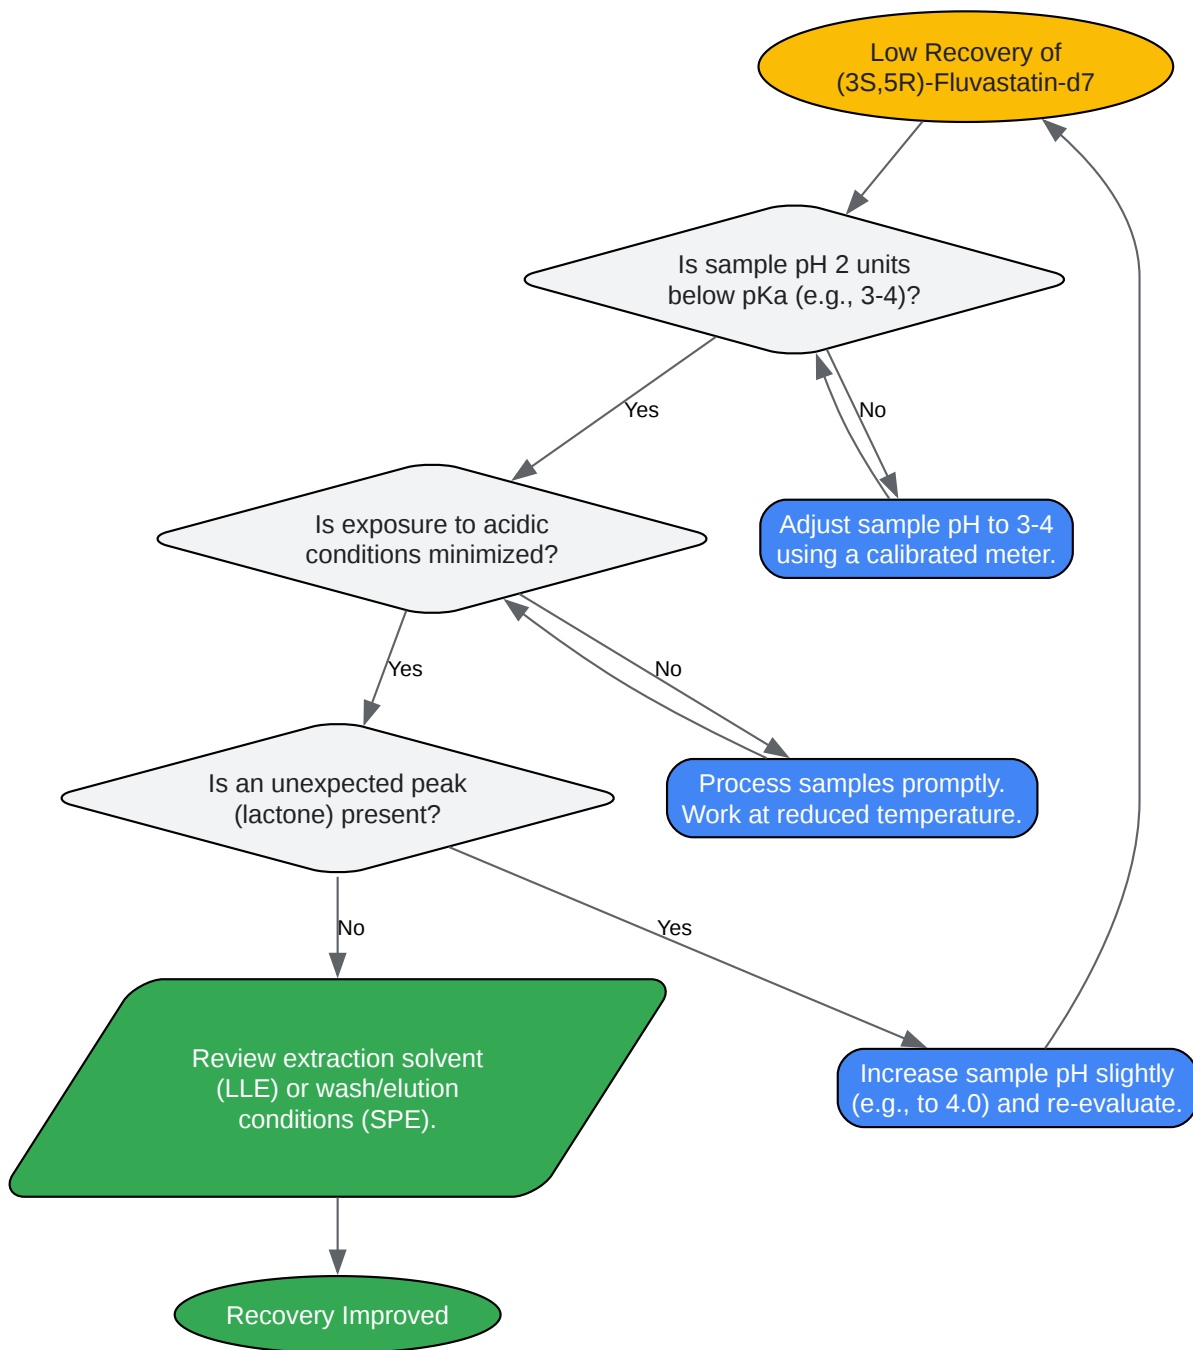 Low Recovery of
(3S,5R)-Fluvastatin-d7
Is sample pH 2 units
below pKa (e.g., 3-4)?
Yes
No
Is exposure to acidic
conditions minimized?
Adjust sample pH to 3-4
using a calibrated meter.
Yes
No
Is an unexpected peak
(lactone) present?
Process samples promptly.
Work at reduced temperature.
No
Yes
Review extraction solvent
(LLE) or wash/elution
conditions (SPE).
Increase sample pH slightly
(e.g., to 4.0) and re-evaluate.
Recovery Improved